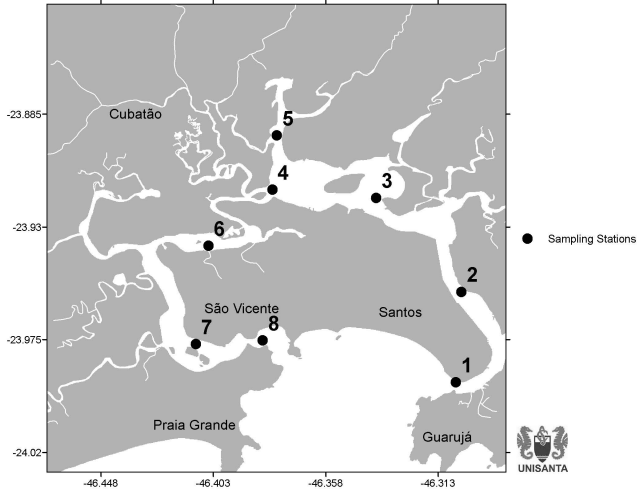 Cubatão
-23.885
5
4
3
-23.93
6
Sampling Stations
2
São Vicente
Santos
8
7
-23.975
1
Praia Grande
Guarujá
-24.02
UNISANTA
-46.448
-46.403
-46.358
-46.313